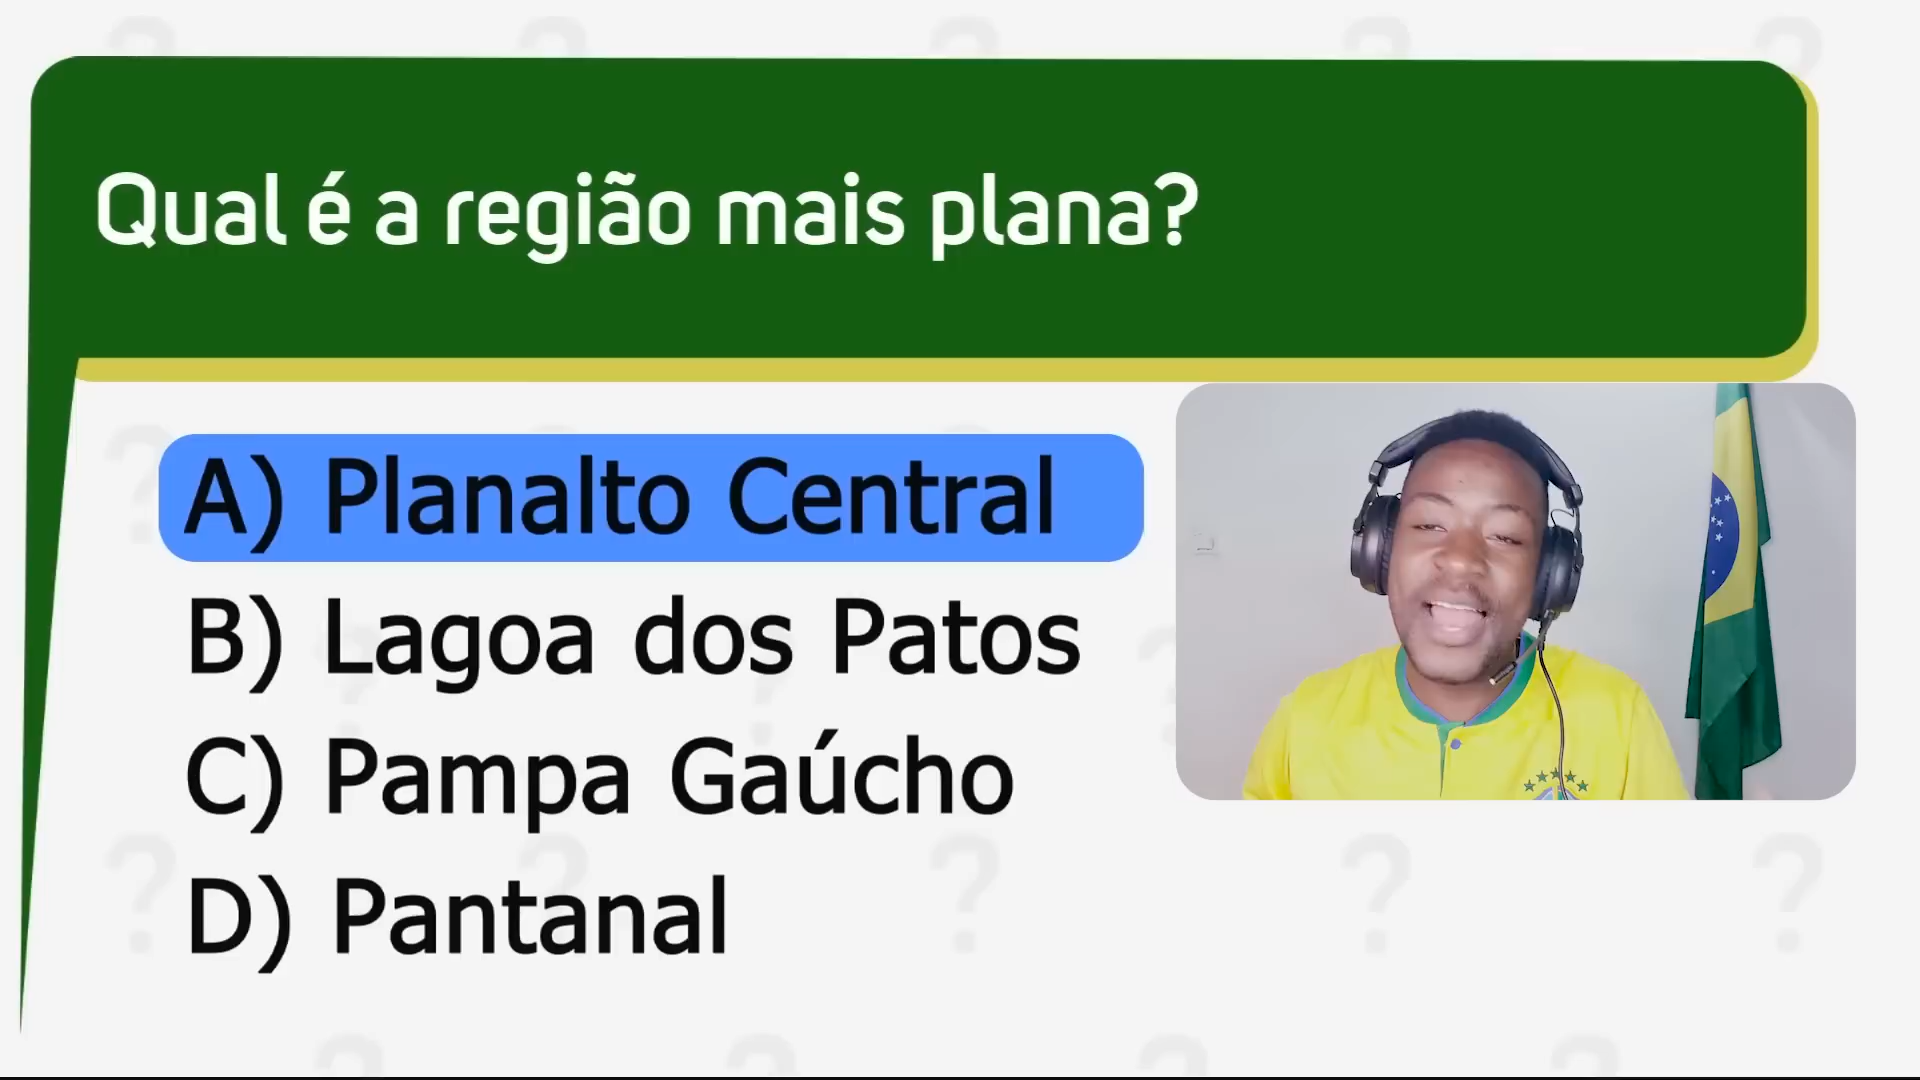 Qual é a região mais plana?
A) Planalto Central
B) Lagoa dos Patos
C) Pampa Gaúcho
D) Pantanal